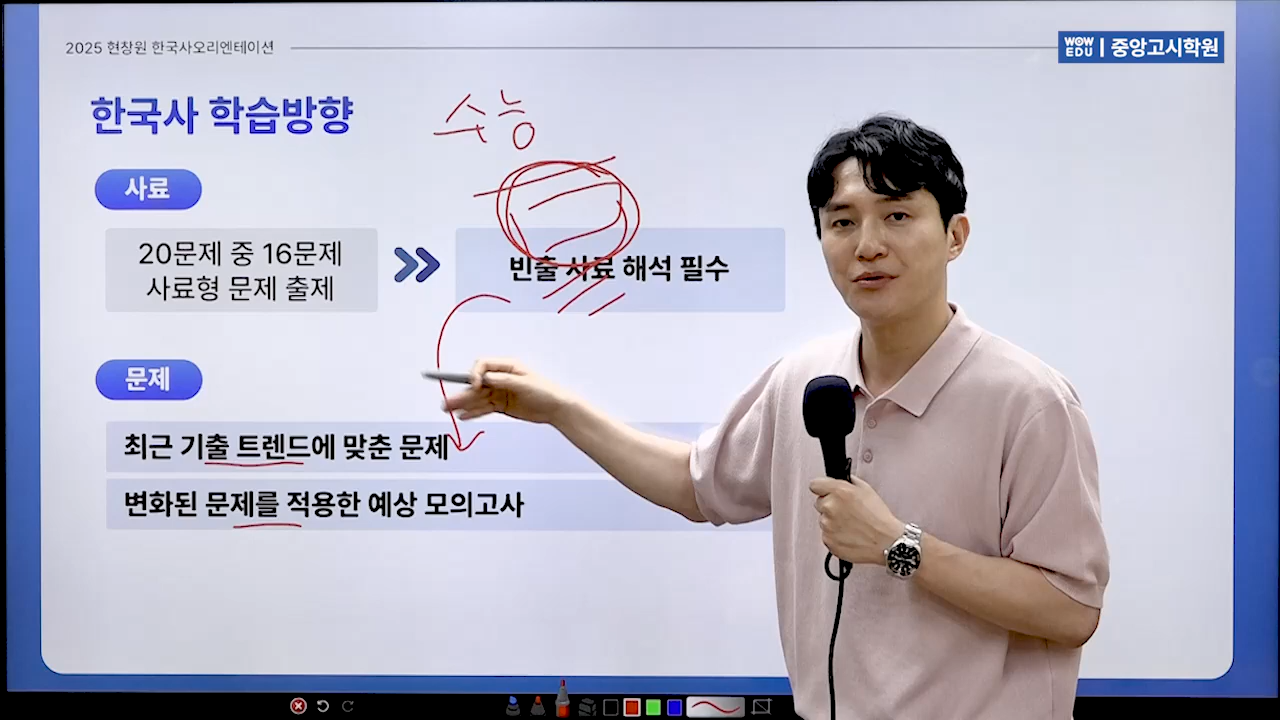 2025 현창원 한국사오리엔테이션
WOW EDU | 중앙고시학원
한국사 학습방향
수능
사료
20문제 중 16문제
사료형 문제 출제
빈출 사료 해석 필수
문제
최근 기출 트렌드에 맞춘 문제
변화된 문제를 적용한 예상 모의고사